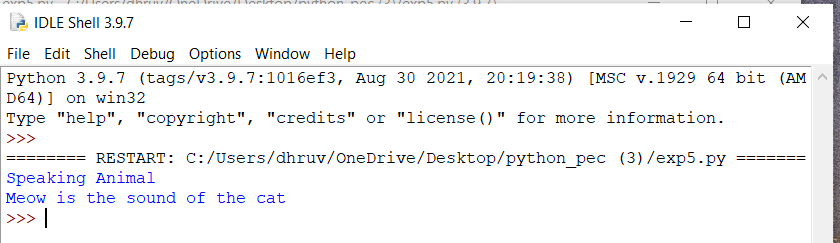 IDLE Shell 3.9.7
File Edit Shell Debug Options Window Help
Python 3.9.7 (tags/v3.9.7:1016ef3, Aug 30 2021, 20:19:38) [MSC v.1929 64 bit (AM
D64)] on win32
Type "help", "copyright", "credits" or "license()" for more information.
>>>
======== RESTART: C:/Users/dhruv/OneDrive/Desktop/python_pec (3)/exp5.py =======
Speaking Animal
Meow is the sound of the cat
>>>